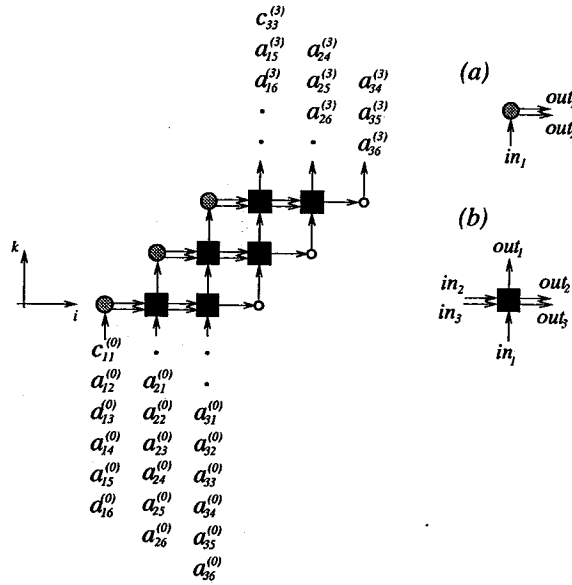 c₃₃⁽³⁾
a₁₅⁽³⁾ a₂₄⁽³⁾
a₁₆⁽³⁾ a₂₅⁽³⁾ a₃₄⁽³⁾
a₂₆⁽³⁾ a₃₅⁽³⁾
a₃₆⁽³⁾
(a)
out
out
in₁
(b)
out₁
in₂ out₂
in₃ out₃
in₁
k
i
c₁₁⁽⁰⁾
a₁₂⁽⁰⁾ a₂₁⁽⁰⁾
d₁₃⁽⁰⁾ a₂₂⁽⁰⁾ a₃₁⁽⁰⁾
a₁₄⁽⁰⁾ a₂₃⁽⁰⁾ a₃₂⁽⁰⁾
a₁₅⁽⁰⁾ a₂₄⁽⁰⁾ a₃₃⁽⁰⁾
d₁₆⁽⁰⁾ a₂₅⁽⁰⁾ a₃₄⁽⁰⁾
a₂₆⁽⁰⁾ a₃₅⁽⁰⁾
a₃₆⁽⁰⁾